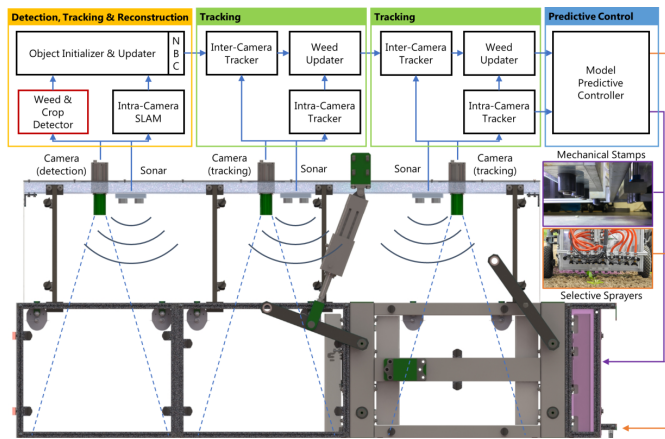 Detection, Tracking & Reconstruction
Tracking
Tracking
Predictive Control
Object Initializer & Updater
N
B
C
Inter-Camera
Tracker
Weed
Updater
Inter-Camera
Tracker
Weed
Updater
Model
Predictive
Controller
Weed &
Crop
Detector
Intra-Camera
SLAM
Intra-Camera
Tracker
Intra-Camera
Tracker
Camera
(detection)
Sonar
Camera
(tracking)
Sonar
Sonar
Camera
(tracking)
Mechanical Stamps
Selective Sprayers